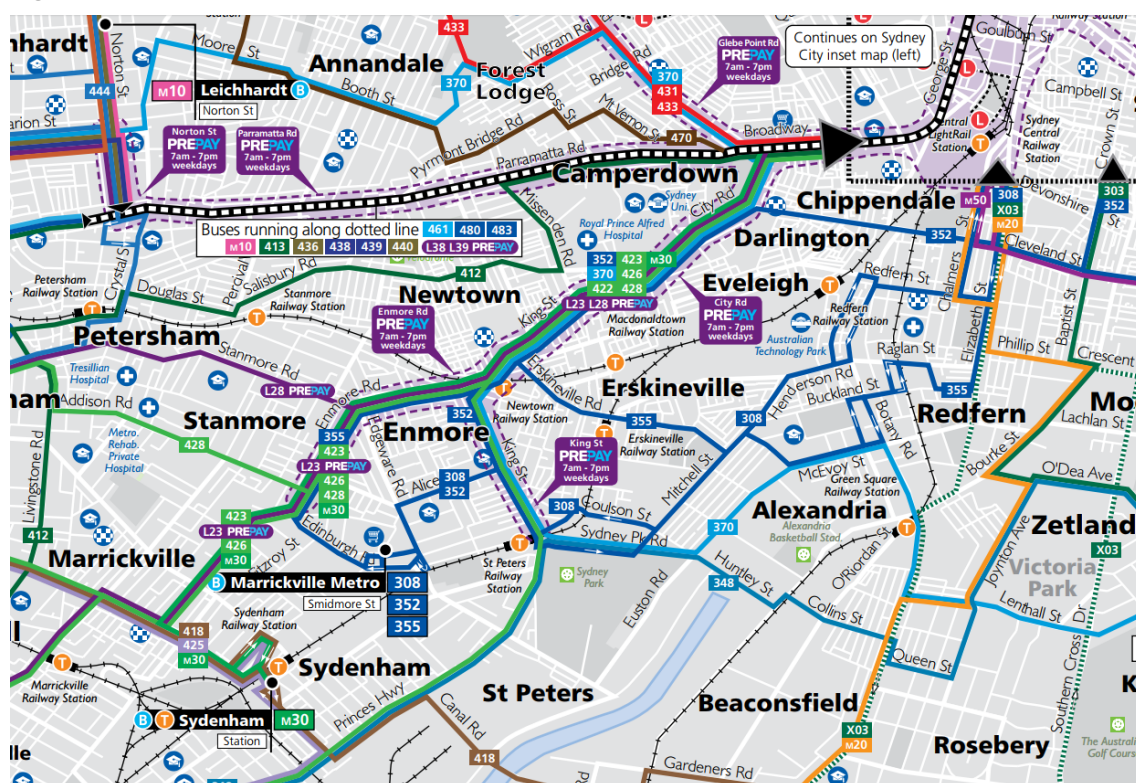 Station
433
Wigram Rd
Continues on Sydney
City inset map (left)
L
Railway Station
Goulburn St
nhardt
Norton St
Moore St
Annandale
Forest
Lodge
Bridge Rd
Glebe Point Rd
PREPAY
7am - 7pm
weekdays
George St
L
Campbell St
444
M10
Leichhardt
B
Norton St
Booth St
370
370
431
433
Ross St
Mt Vernon St
470
Broadway
L
Central
LightRail
Station
T
Sydney
Central
Railway
Station
Crown St
arion St
Norton St
PREPAY
7am - 7pm
weekdays
Parramatta Rd
PREPAY
7am - 7pm
weekdays
Pyrmont Bridge Rd
Parramatta Rd
Camperdown
Missenden Rd
City Rd
Sydney
Uni.
Royal Prince Alfred
Hospital
Chippendale
M50
308
X03
M20
Devonshire
303
352
Buses running along dotted line
461
480
483
M10
413
436
438
439
440
L38 L39 PREPAY
Velodrome
412
Darlington
352
Cleveland St
Chalmers St
Crystal St
Petersham
Railway Station
T
Douglas St
Percival
Salisbury Rd
Stanmore
Railway Station
T
Newtown
352
423
M30
370
426
422
428
L23 L28 PREPAY
Eveleigh
T
Redfern St
Redfern
Railway Station
Elizabeth St
Baptist St
Petersham
Enmore Rd
PREPAY
7am - 7pm
weekdays
King St
City Rd
PREPAY
7am - 7pm
weekdays
Macdonaldtown
Railway Station
T
Australian
Technology Park
Raglan St
Phillip St
Crescent
Tresillian
Hospital
Stanmore Rd
L28 PREPAY
Enmore Rd
Newtown
Railway Station
T
Erskineville Rd
Erskineville
Henderson Rd
Buckland St
355
Redfern
Mo
Lachlan St
ham
Addison Rd
Stanmore
428
Metro.
Rehab.
Private
Hospital
355
423
L23 PREPAY
426
428
M30
Enmore
352
Edgeware Rd
King St
355
T
Erskineville
Railway Station
308
Botany Rd
Bourke St
O'Dea Ave
Livingstone Rd
Alice
308
352
King St
PREPAY
7am - 7pm
weekdays
Mitchell St
McEvoy St
Green Square
Railway Station
423
L23 PREPAY
426
M30
412
Edinburgh Rd
308
Coulson St
Sydney Pk Rd
370
Alexandria
Alexandria
Basketball Stad.
T
O'Riordan St
Joynton Ave
Zetland
X03
Marrickville
Fitzroy St
B
Marrickville Metro
Smidmore St
308
352
355
T
St Peters
Railway
Station
Sydney
Park
Euston Rd
348
Huntley St
Collins St
Victoria
Park
Lenthall St
Sydenham
Railway Station
418
425
M30
T
Sydenham
Queen St
Southern Cross Dr
T
Marrickville
Railway Station
St Peters
Beaconsfield
K
B
T
Sydenham
M30
Station
Princes Hwy
Canal Rd
418
X03
M20
Rosebery
The Australi
Golf Cours
lle
Gardeners Rd